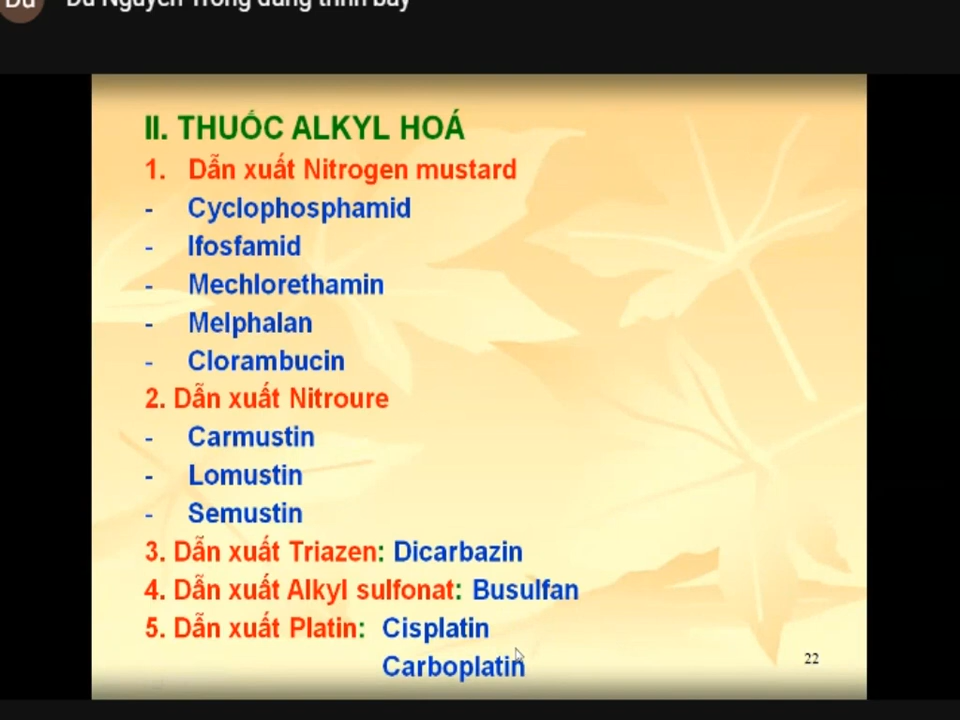 II. THUỐC ALKYL HOÁ
1. Dẫn xuất Nitrogen mustard
- Cyclophosphamid
- Ifosfamid
- Mechlorethamin
- Melphalan
- Clorambucin
2. Dẫn xuất Nitroure
- Carmustin
- Lomustin
- Semustin
3. Dẫn xuất Triazen: Dicarbazin
4. Dẫn xuất Alkyl sulfonat: Busulfan
5. Dẫn xuất Platin: Cisplatin
Carboplatin
22